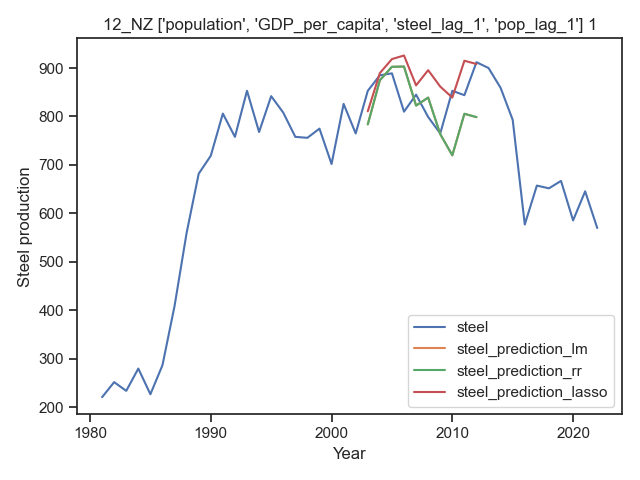 12_NZ ['population', 'GDP_per_capita', 'steel_lag_1', 'pop_lag_1'] 1
Steel production
900
800
700
600
500
400
300
200
steel
steel_prediction_lm
steel_prediction_rr
steel_prediction_lasso
1980 1990 2000 2010 2020
Year